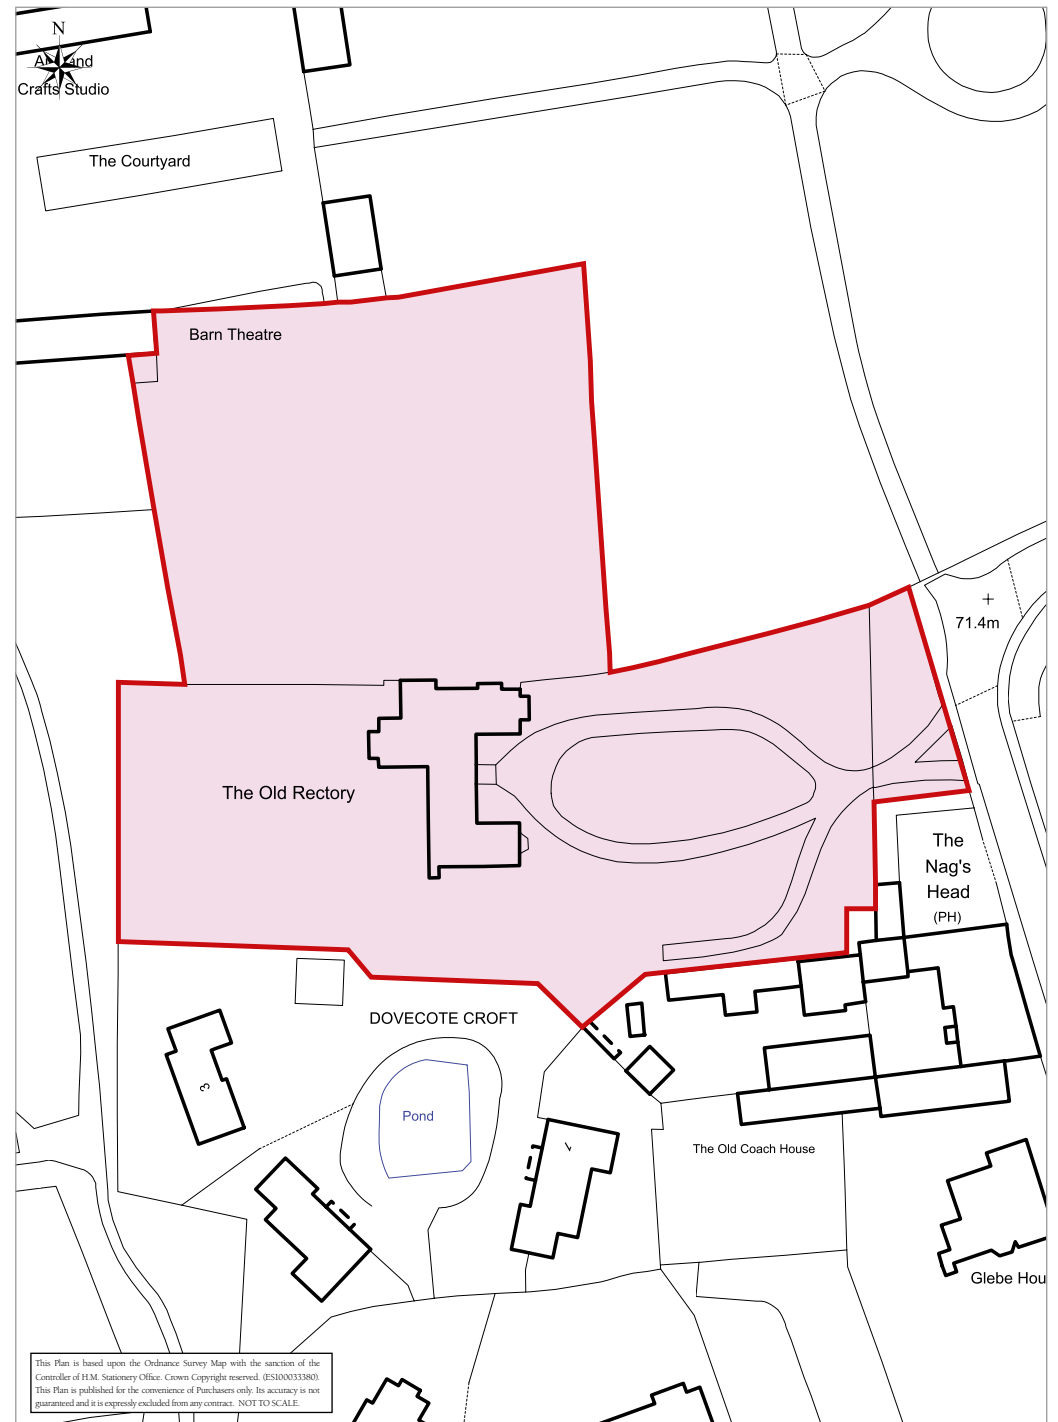 N
Art and
Crafts Studio
The Courtyard
Barn Theatre
71.4m
The Old Rectory
The
Nag's
Head
(PH)
DOVECOTE CROFT
3
Pond
1
The Old Coach House
Glebe Hou
This Plan is based upon the Ordnance Survey Map with the sanction of the
Controller of H.M. Stationery Office. Crown Copyright reserved. (ES100033380).
This Plan is published for the convenience of Purchasers only. Its accuracy is not
guaranteed and it is expressly excluded from any contract. NOT TO SCALE.